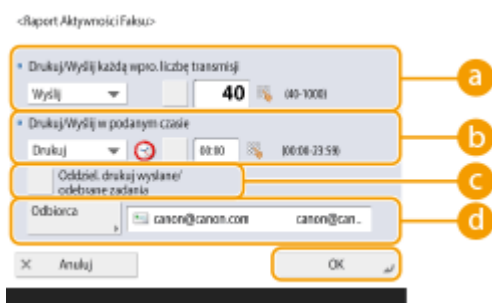 <Raport Aktywności Faksu>
Drukuj/Wyślij każdą wpro. liczbę transmisji
Wyślij 40 (40-1000)
a
Drukuj/Wyślij w podanym czasie
Drukuj 00:00 (00:00-23:59)
b
Oddziel. drukuj wysłane/
odebrane zadania
c
Odbiorca canon@canon.com canon@can..
d
× Anuluj OK